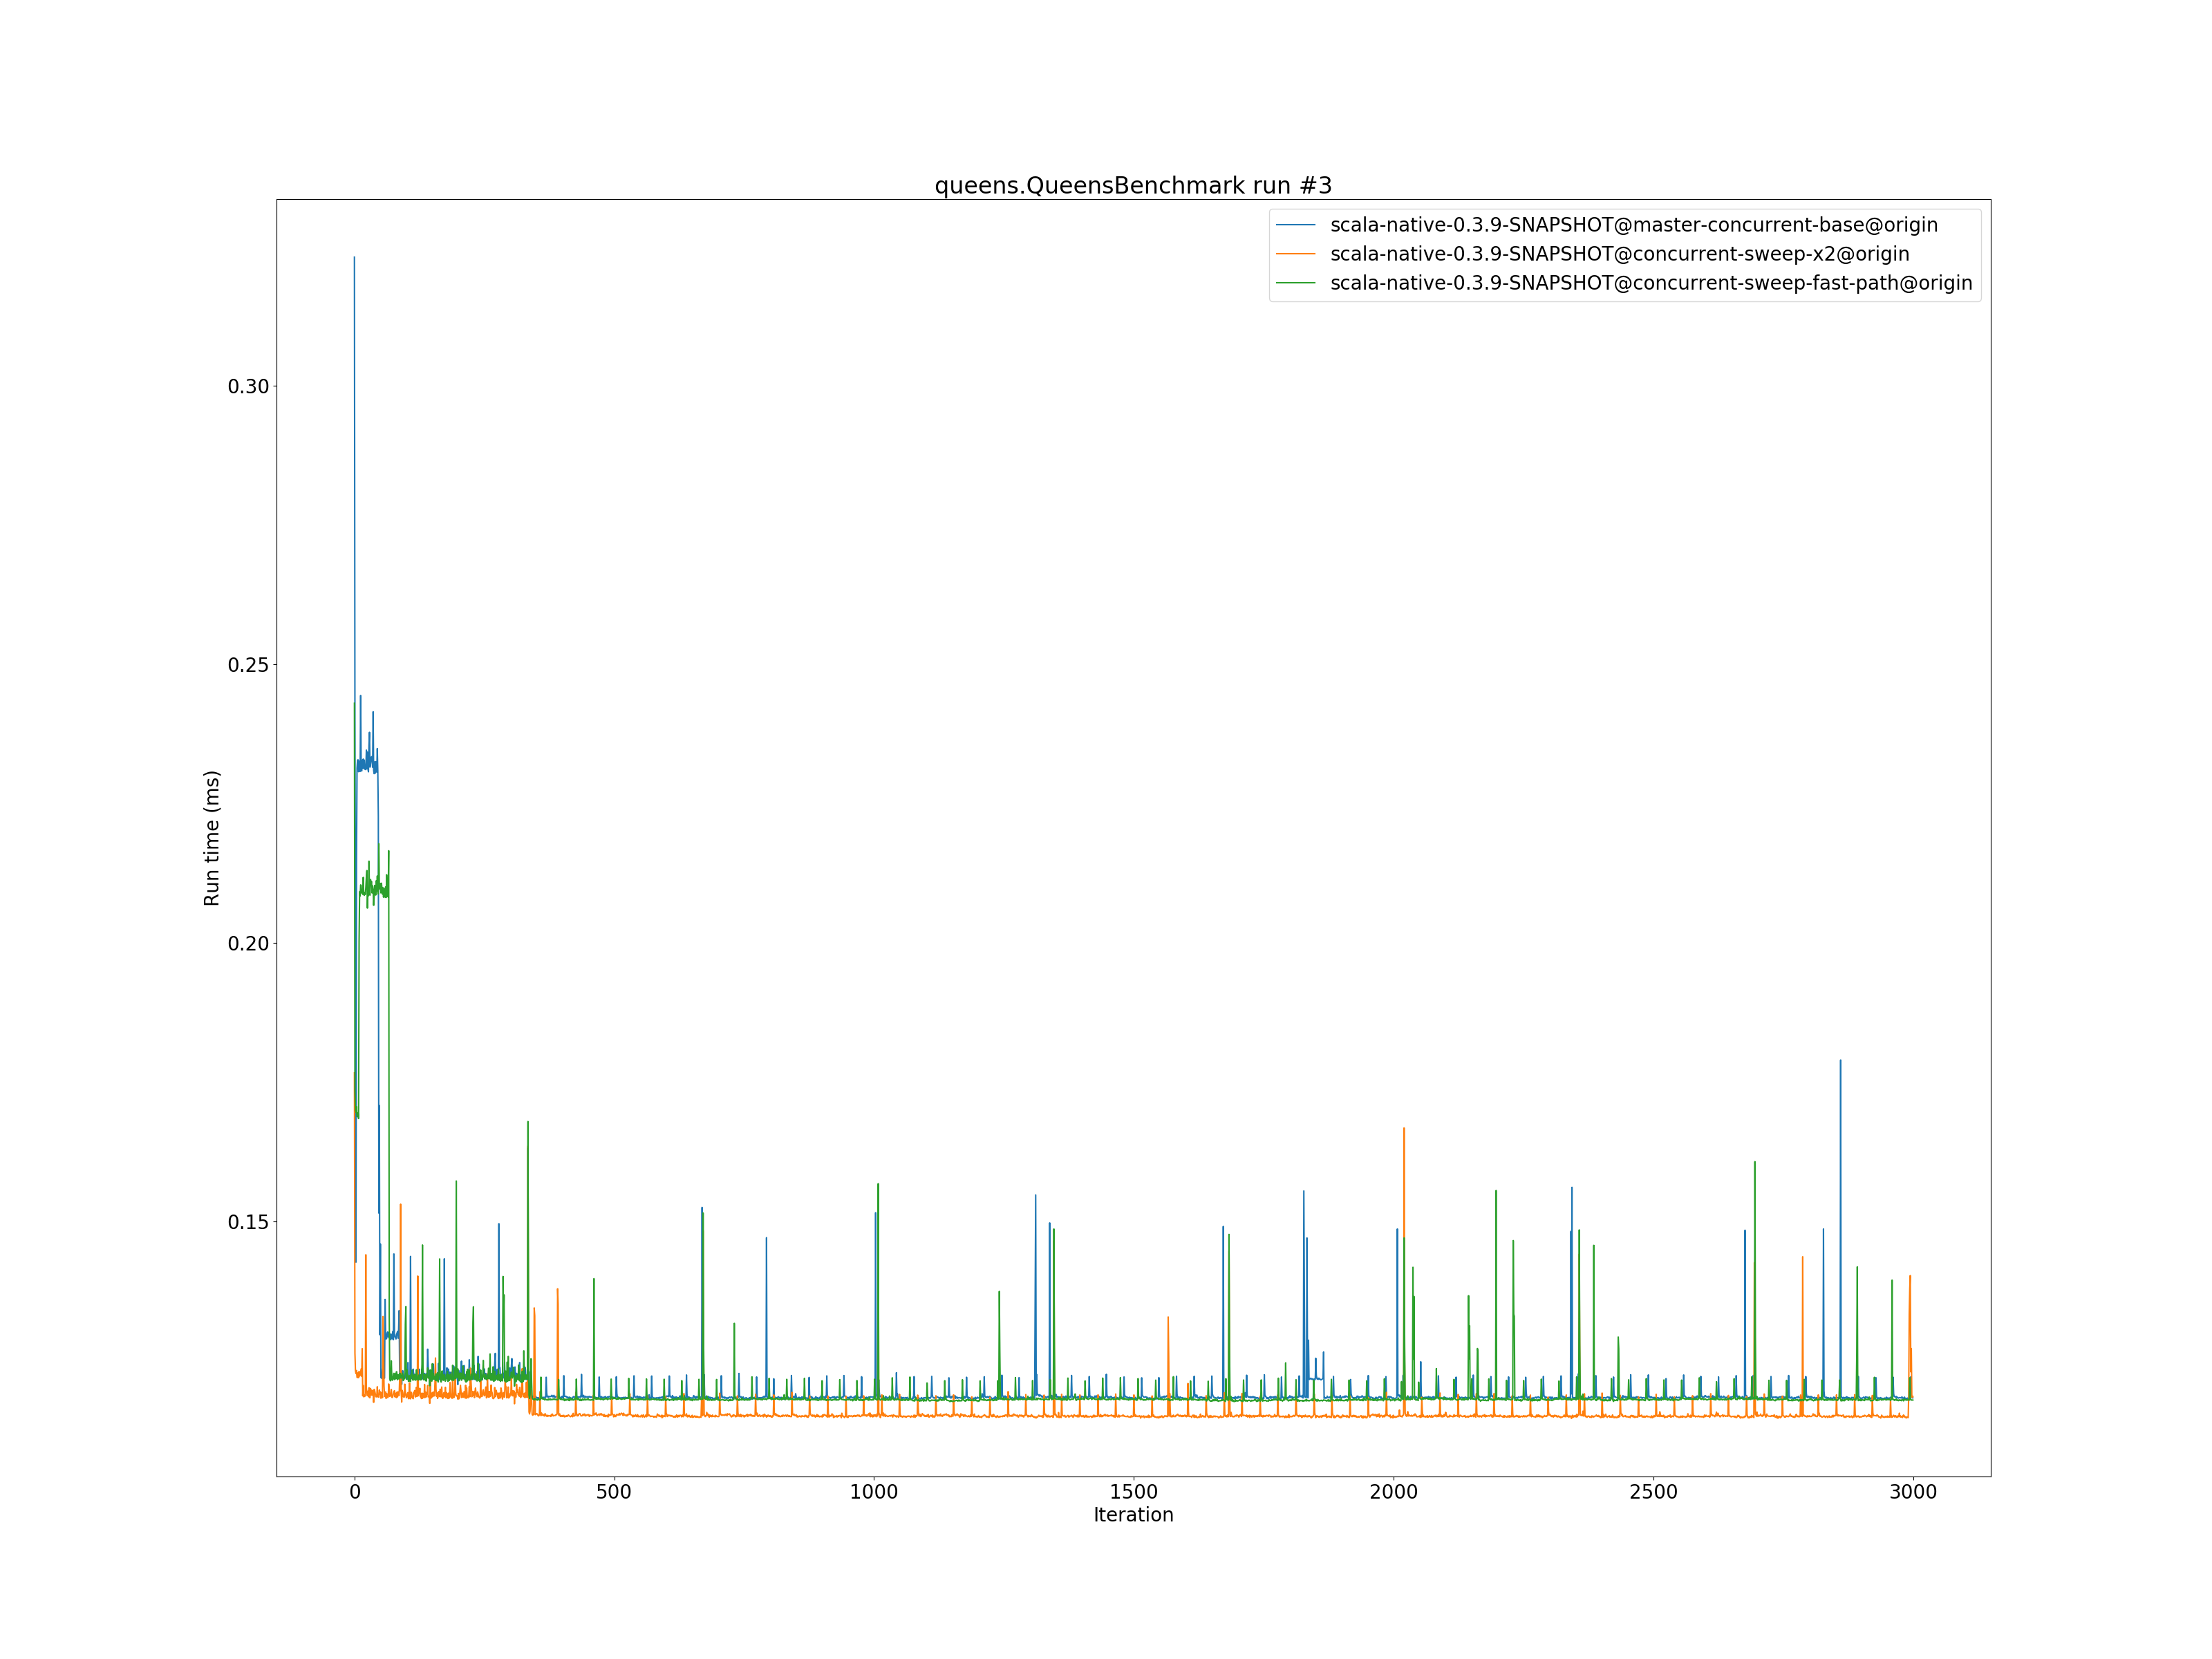 queens.QueensBenchmark run #3
scala-native-0.3.9-SNAPSHOT@master-concurrent-base@origin
scala-native-0.3.9-SNAPSHOT@concurrent-sweep-x2@origin
scala-native-0.3.9-SNAPSHOT@concurrent-sweep-fast-path@origin
Run time (ms)
0.30
0.25
0.20
0.15
0
500
1000
1500
2000
2500
3000
Iteration